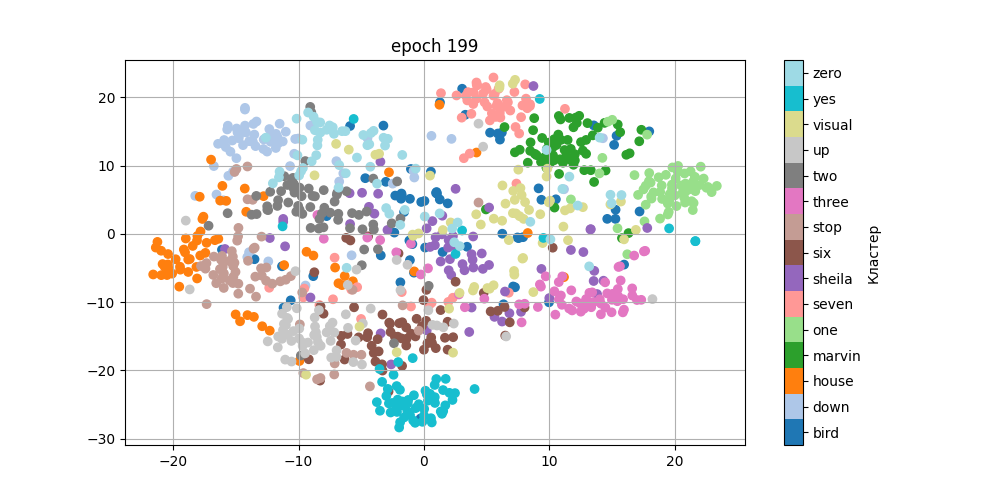 epoch 199
20
10
0
−10
−20
−30
−20
−10
0
10
20
zero
yes
visual
up
two
three
stop
six
sheila
seven
one
marvin
house
down
bird
Кластер